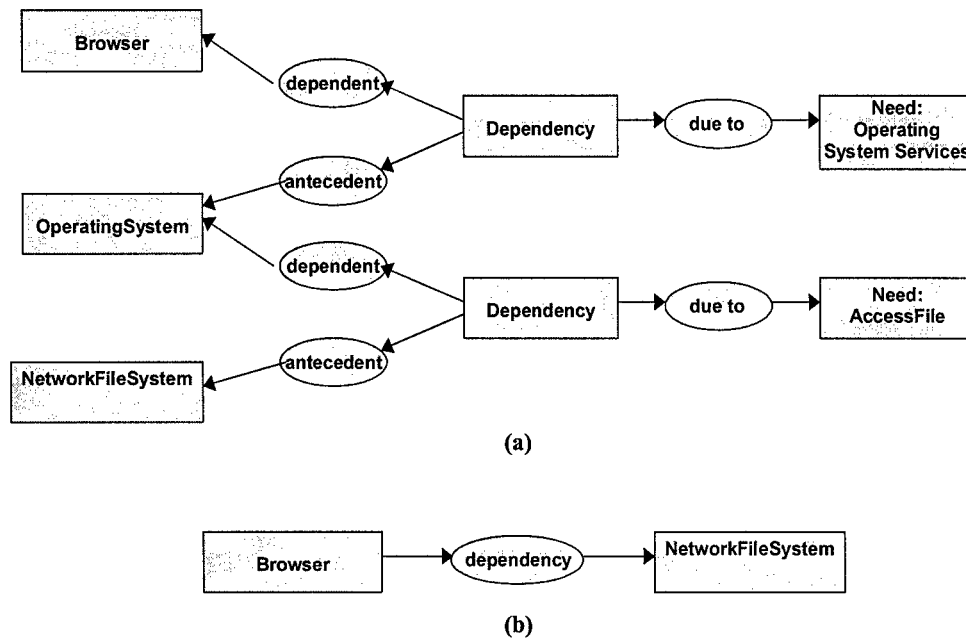 Browser
dependent
Dependency
due to
Need:
Operating
System Services
antecedent
OperatingSystem
dependent
Dependency
due to
Need:
AccessFile
antecedent
NetworkFileSystem
(a)
Browser
dependency
NetworkFileSystem
(b)